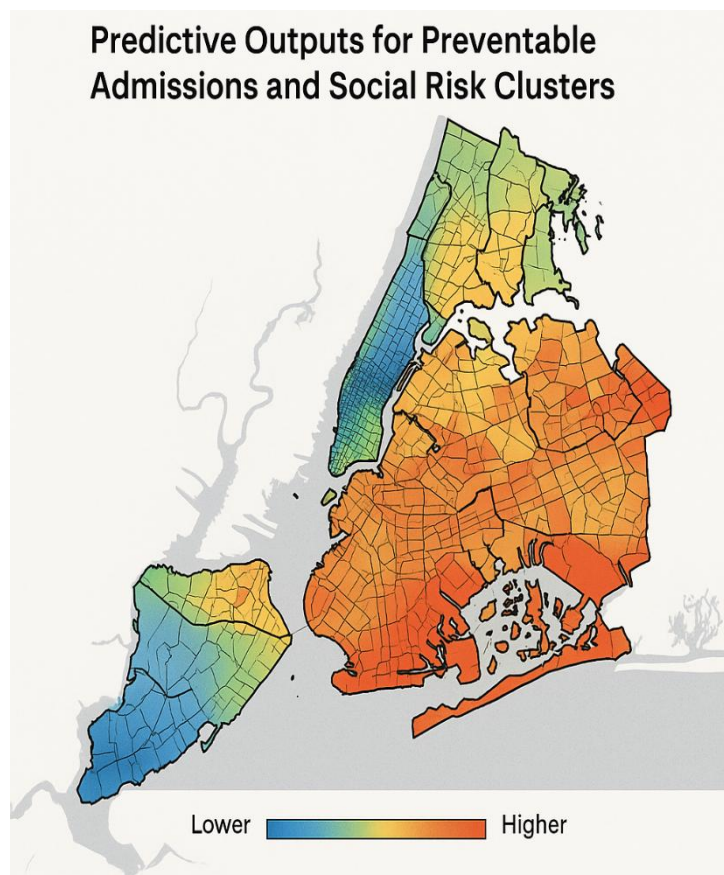 Predictive Outputs for Preventable
Admissions and Social Risk Clusters
Lower Higher